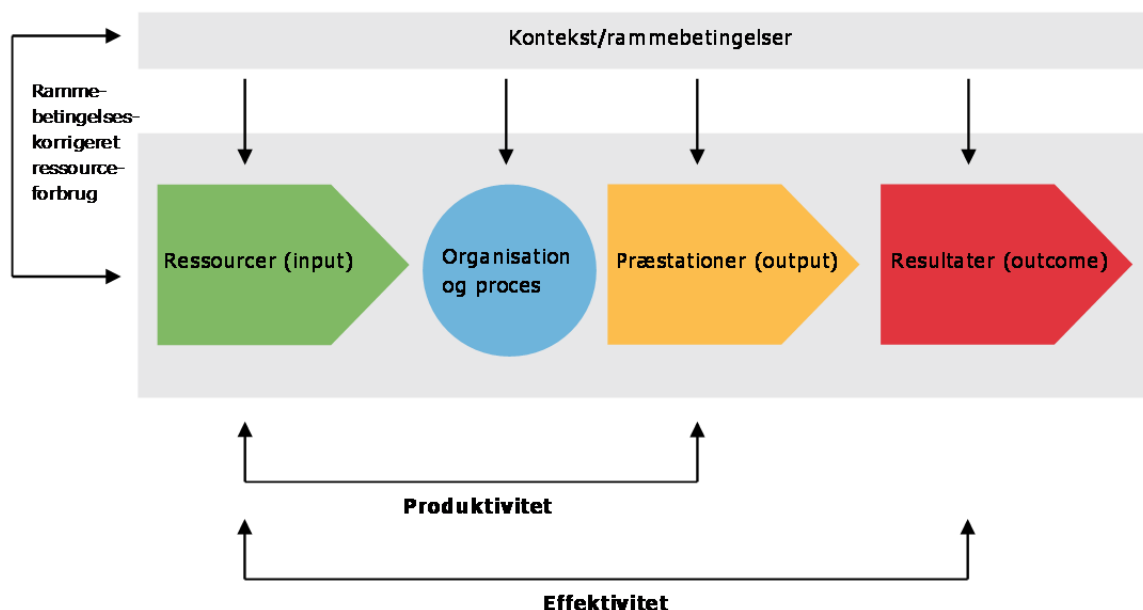 Kontekst/rammebetingelser
Ramme-
betingelses-
korrigeret
ressource-
forbrug
Ressourcer (input)
Organisation
og proces
Præstationer (output)
Resultater (outcome)
Produktivitet
Effektivitet